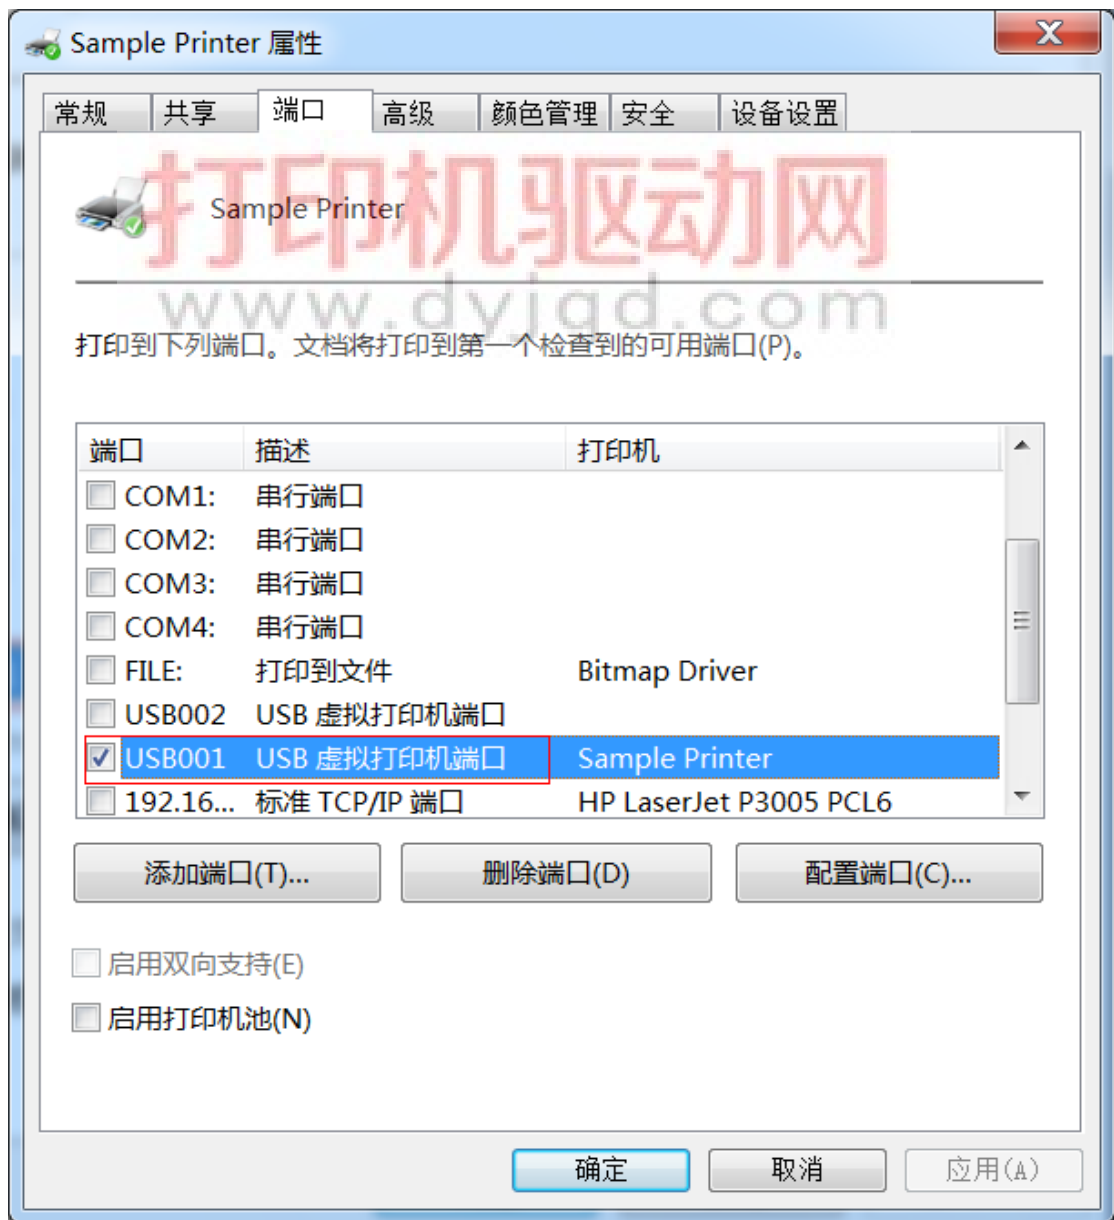 Sample Printer 属性
常规 共享 端口 高级 颜色管理 安全 设备设置
打印机驱动网
Sample Printer
www.dyjqd.com
打印到下列端口。文档将打印到第一个检查到的可用端口(P)。
端口 描述 打印机
COM1: 串行端口
COM2: 串行端口
COM3: 串行端口
COM4: 串行端口
FILE: 打印到文件 Bitmap Driver
USB002 USB 虚拟打印机端口
USB001 USB 虚拟打印机端口 Sample Printer
192.16... 标准 TCP/IP 端口 HP LaserJet P3005 PCL6
添加端口(T)... 删除端口(D) 配置端口(C)...
启用双向支持(E)
启用打印机池(N)
确定 取消 应用(A)